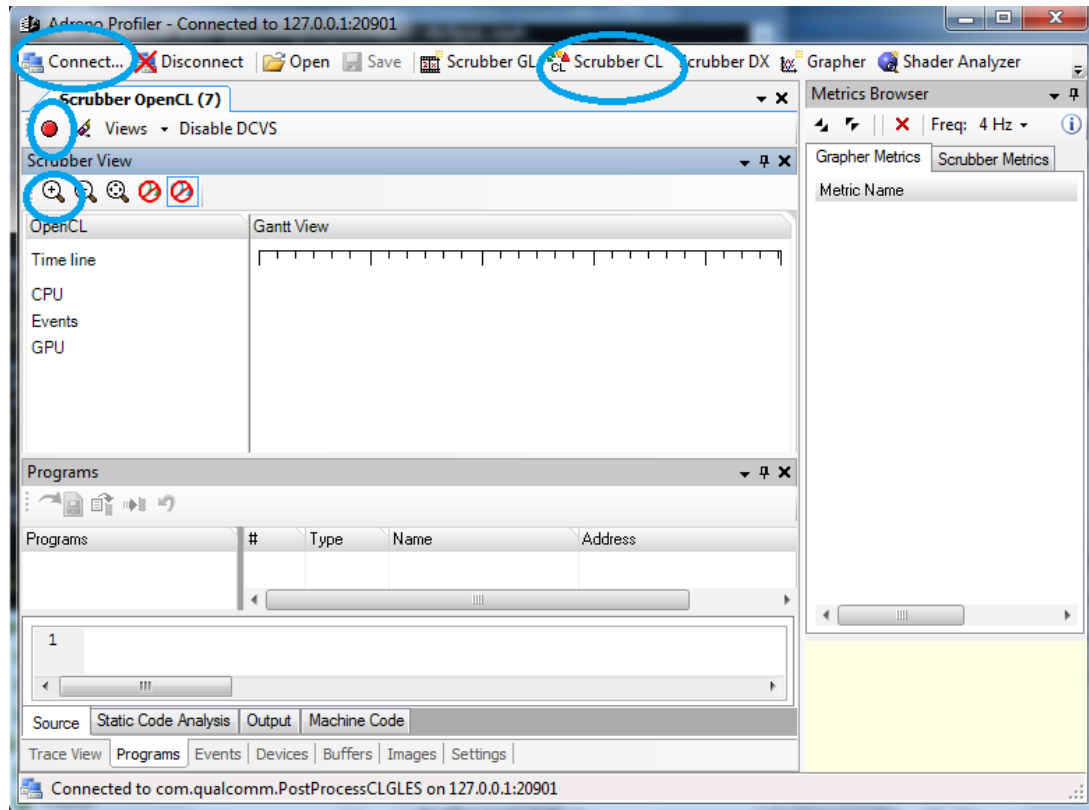 Adreno Profiler - Connected to 127.0.0.1:20901
Connect... Disconnect Open Save Scrubber GL CL Scrubber CL Scrubber DX Grapher Shader Analyzer
Scrubber OpenCL (7)
Views Disable DCVS
Scrubber View
OpenCL Gantt View
Time line
CPU
Events
GPU
Programs
Programs # Type Name Address
1
Source Static Code Analysis Output Machine Code
Trace View Programs Events Devices Buffers Images Settings
Metrics Browser
Freq: 4 Hz
Grapher Metrics Scrubber Metrics
Metric Name
Connected to com.qualcomm.PostProcessCLGLES on 127.0.0.1:20901